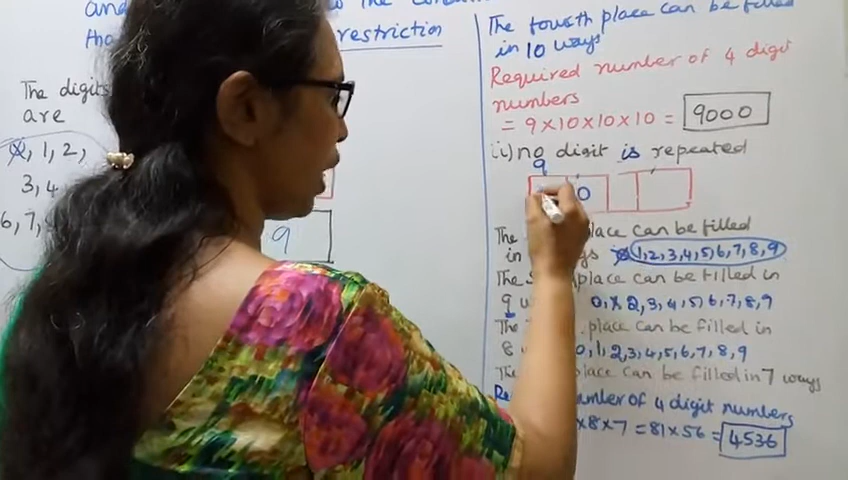 and the
restriction
The digits
are
0, 1, 2,
3, 4
6, 7,
9
The fourth place can be filled
in 10 ways
Required number of 4 digit
numbers
= 9×10×10×10 = 9000
ii) no digit is repeated
9
0
The place can be filled
in 0, 1, 2, 3, 4, 5, 6, 7, 8, 9
The place can be filled in
9 0, 1, 2, 3, 4, 5, 6, 7, 8, 9
The place can be filled in
8 0, 1, 2, 3, 4, 5, 6, 7, 8, 9
The place can be filled in 7 ways
number of 4 digit numbers
×8×7 = 81×56 = 4536